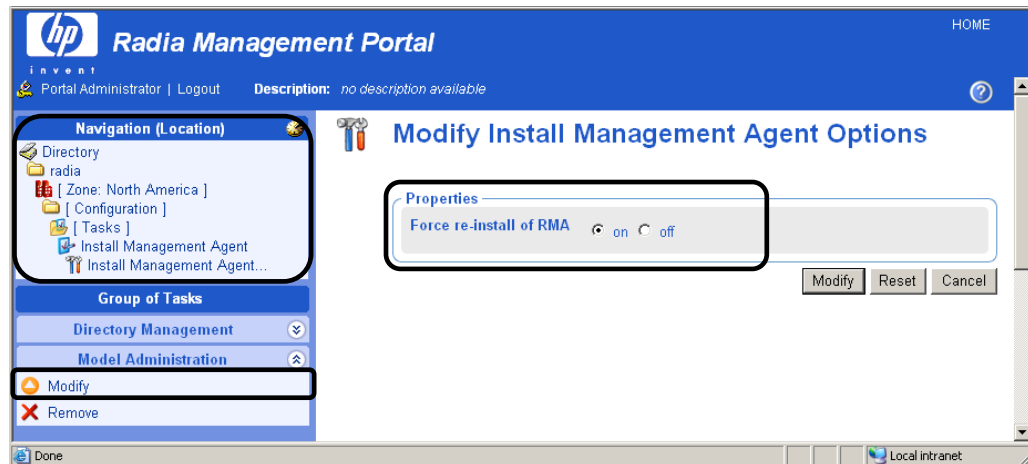 hp
invent
Radia Management Portal
HOME
Portal Administrator | Logout Description: no description available
?
Navigation (Location)
Directory
radia
[ Zone: North America ]
[ Configuration ]
[ Tasks ]
Install Management Agent
Install Management Agent...
Group of Tasks
Directory Management
Model Administration
Modify
Remove
Modify Install Management Agent Options
Properties
Force re-install of RMA on off
Modify Reset Cancel
Done Local intranet